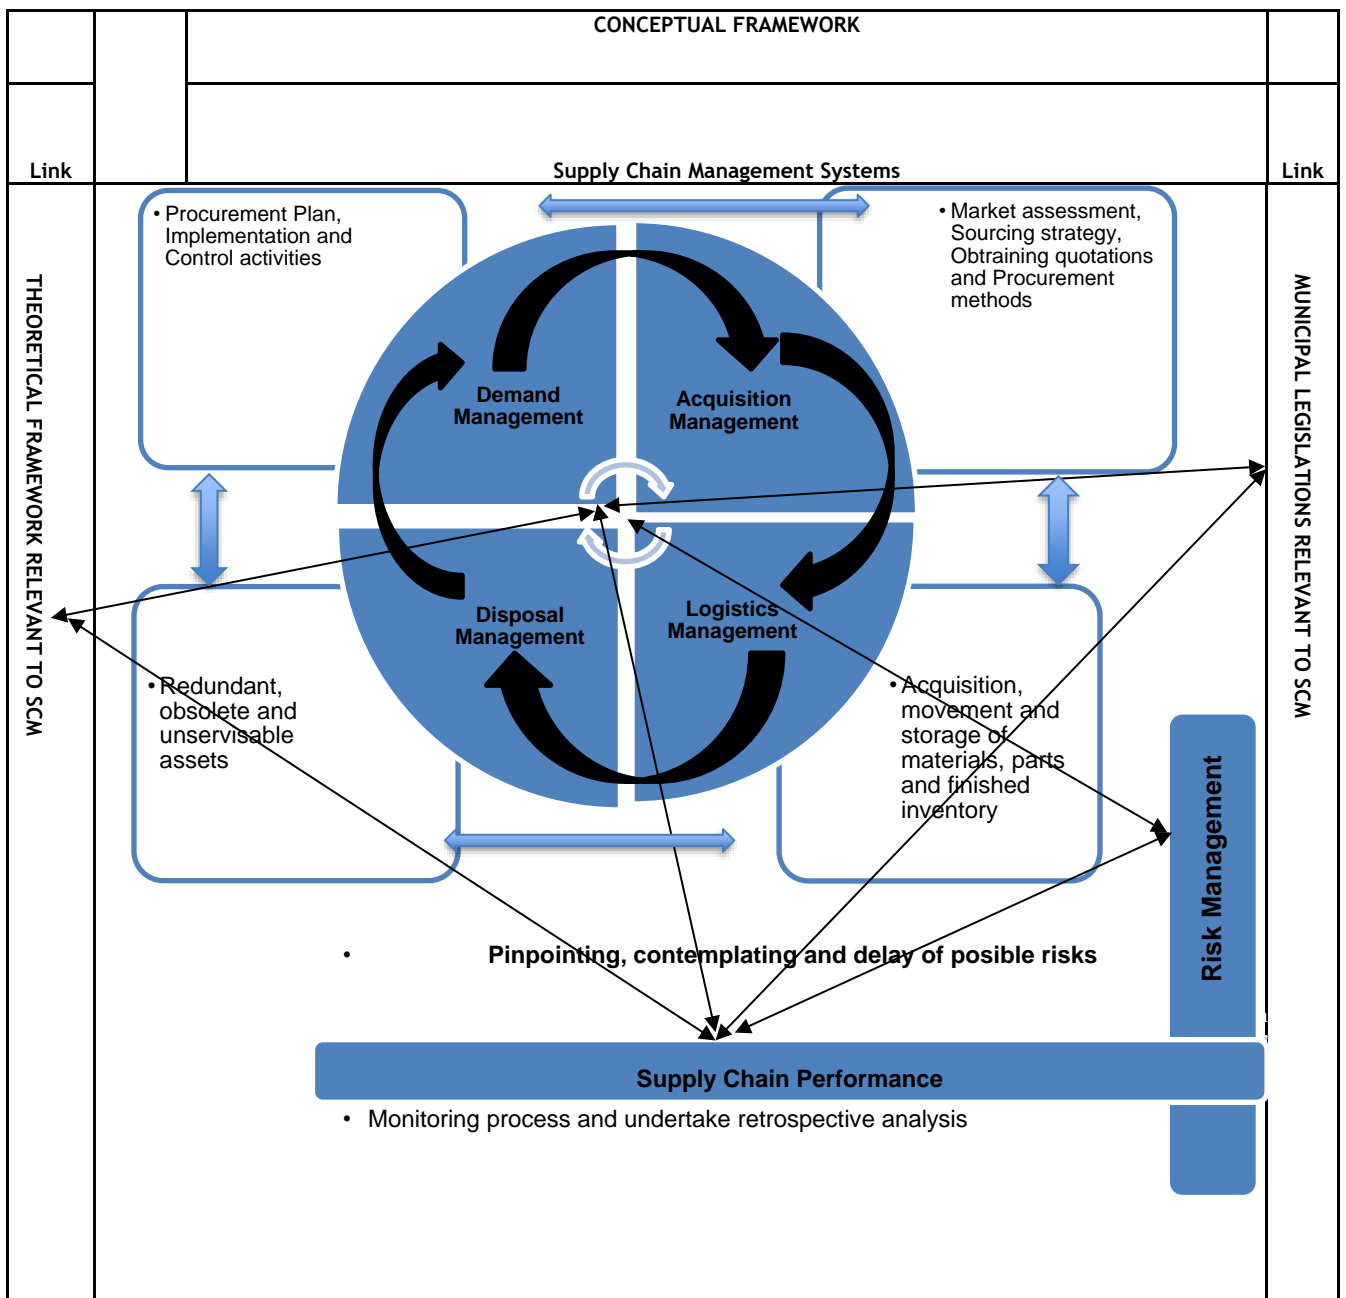 CONCEPTUAL FRAMEWORK
Link
Supply Chain Management Systems
Link
THEORETICAL FRAMEWORK RELEVANT TO SCM
• Procurement Plan,
Implementation and
Control activities
• Market assessment,
Sourcing strategy,
Obtraining quotations
and Procurement
methods
MUNICIPAL LEGISLATIONS RELEVANT TO SCM
Demand
Management
Acquisition
Management
Disposal
Management
Logistics
Management
• Redundant,
obsolete and
unservisable
assets
• Acquisition,
movement and
storage of
materials, parts
and finished
inventory
Risk Management
• Pinpointing, contemplating and delay of posible risks
Supply Chain Performance
• Monitoring process and undertake retrospective analysis